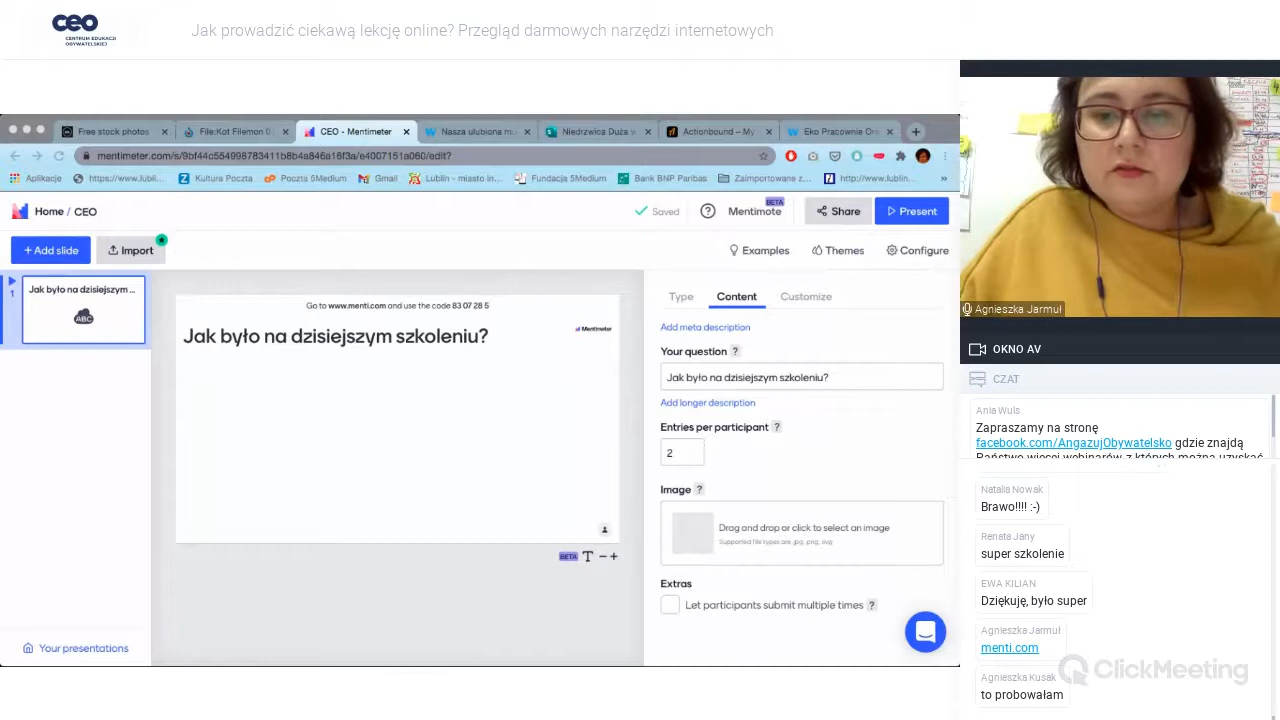 ceo
CENTRUM EDUKACJI
OBYWATELSKIEJ
Jak prowadzić ciekawą lekcję online? Przegląd darmowych narzędzi internetowych
Free stock photos
File:Kot Filemon 0
CEO - Mentimeter
Nasza ulubiona mu
Niedrzwica Duża
Actionbound – My
Eko Pracownia Ore
mentimeter.com/s/9bf44c554998783411b8b4a846a16f3a/e4007151a060/edit?
Aplikacje
https://www.lubli...
Kultura Poczta
Poczta 5Medium
Gmail
Lublin - miasto in...
Fundacja 5Medium
Bank BNP Paribas
Zaimportowane z...
http://www.lublin...
»
Home / CEO
Saved
Mentimote
BETA
Share
Present
+ Add slide
Import
Examples
Themes
Configure
1
Jak było na dzisiejszym ...
ABC
Go to www.menti.com and use the code 83 07 28 5
Jak było na dzisiejszym szkoleniu?
Mentimeter
BETA T − +
Your presentations
Type
Content
Customize
Add meta description
Your question ?
Jak było na dzisiejszym szkoleniu?
Add longer description
Entries per participant ?
2
Image ?
Drag and drop or click to select an image
Supported file types are .jpg, .png, .svg
Extras
Let participants submit multiple times ?
Agnieszka Jarmuł
OKNO AV
CZAT
Ania Wuls
Zapraszamy na stronę
facebook.com/AngazujObywatelsko gdzie znajdą
Państwo więcej webinarów z których można uzyskać
Natalia Nowak
Brawo!!!! :-)
Renata Jany
super szkolenie
EWA KILIAN
Dziękuję, było super
Agnieszka Jarmuł
menti.com
Agnieszka Kusak
to probowałam
ClickMeeting